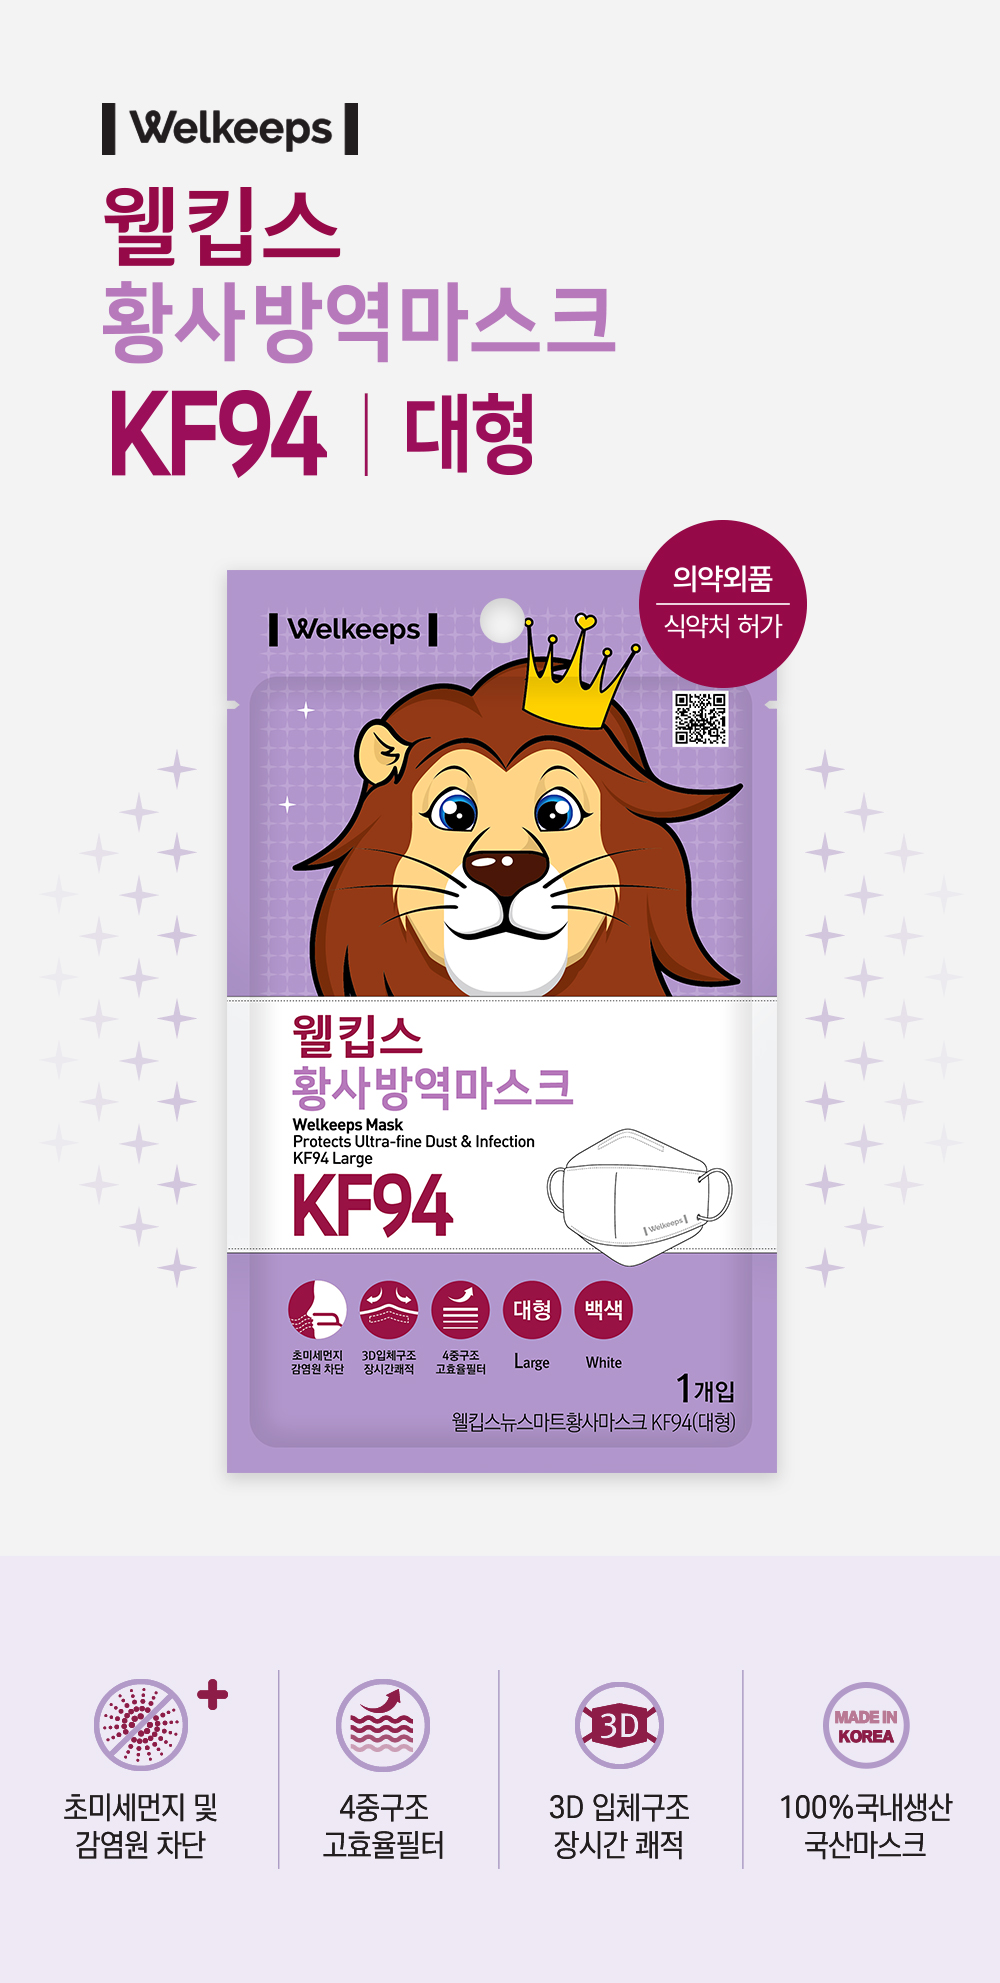 Welkeeps
웰킵스
황사방역마스크
KF94 | 대형
의약외품
식약처 허가
Welkeeps
웰킵스
황사방역마스크
Welkeeps Mask
Protects Ultra-fine Dust & Infection
KF94 Large
KF94
Welkeeps
대형
백색
초미세먼지
감염원 차단
3D입체구조
장시간쾌적
4중구조
고효율필터
Large
White
1개입
웰킵스뉴스마트황사마스크 KF94(대형)
초미세먼지 및
감염원 차단
4중구조
고효율필터
3D
3D 입체구조
장시간 쾌적
MADE IN
KOREA
100%국내생산
국산마스크